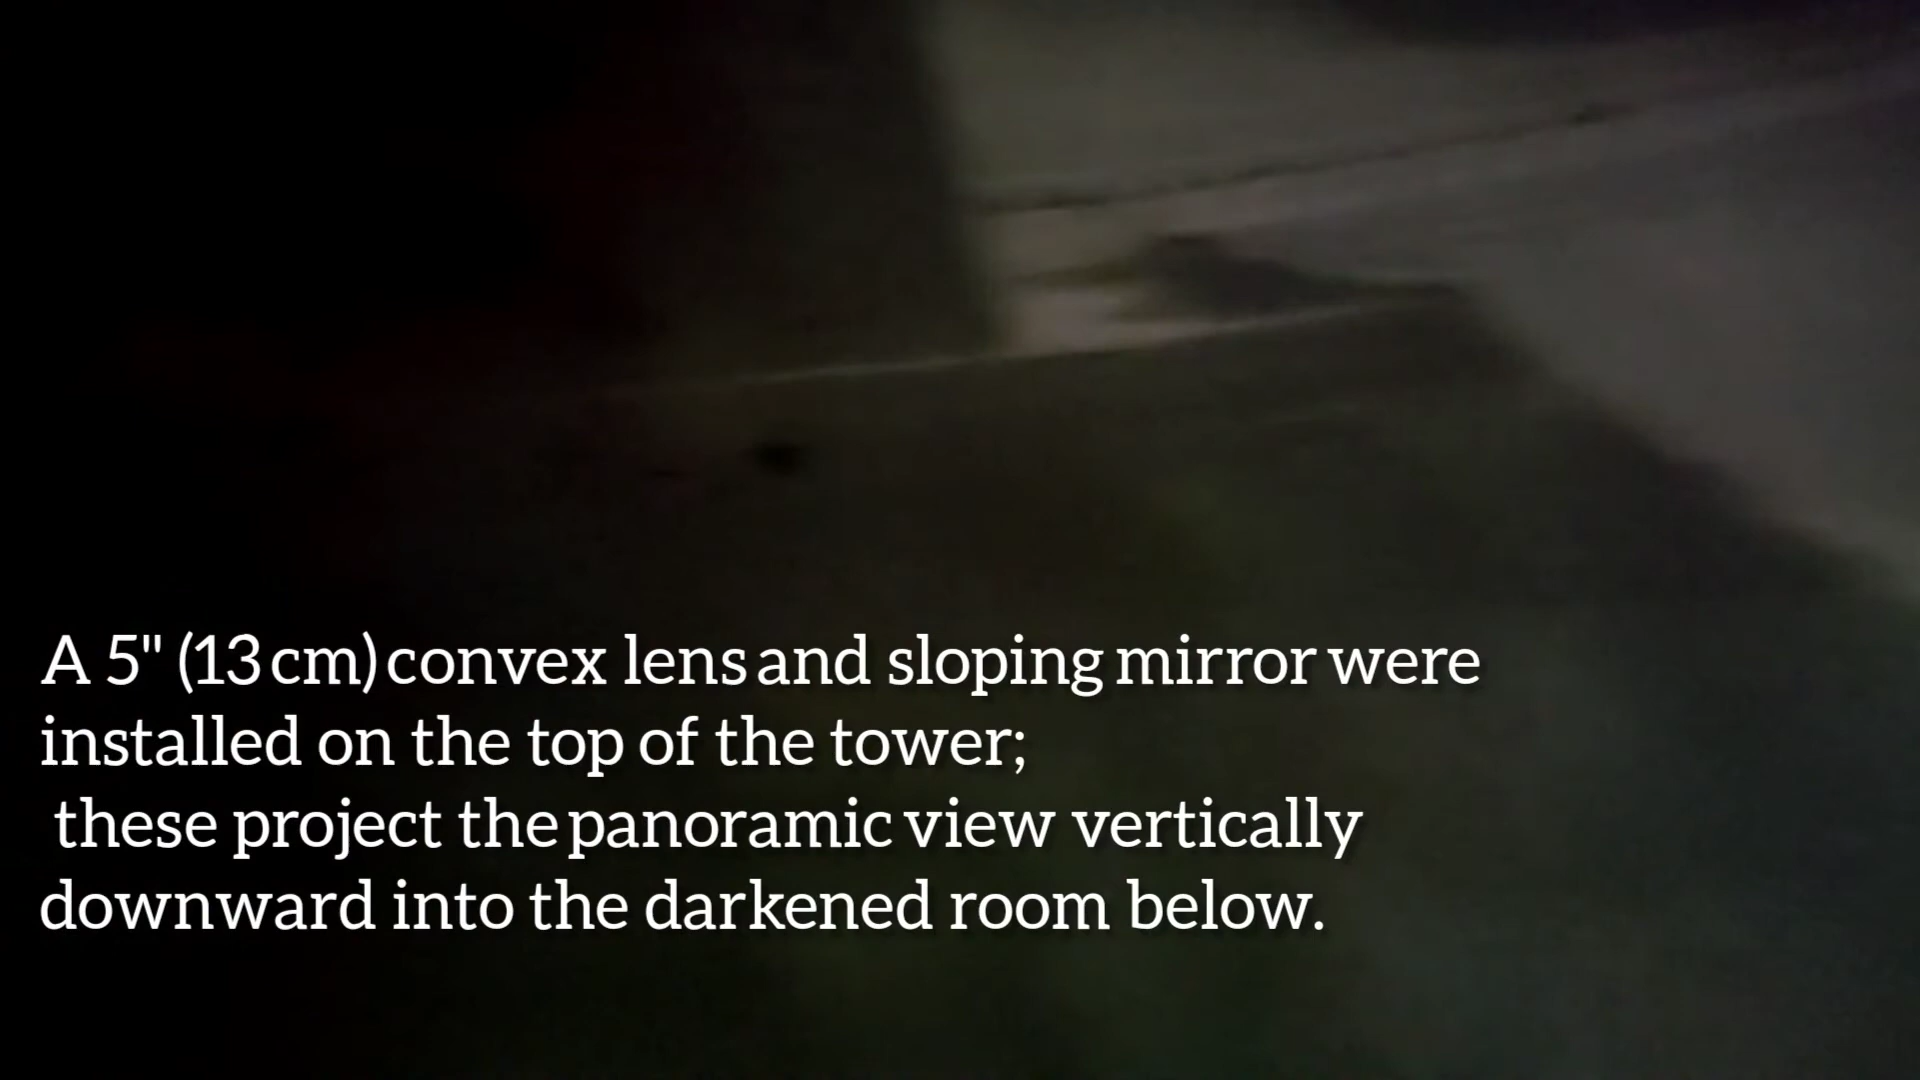 A 5" (13 cm) convex lens and sloping mirror were
installed on the top of the tower;
these project the panoramic view vertically
downward into the darkened room below.